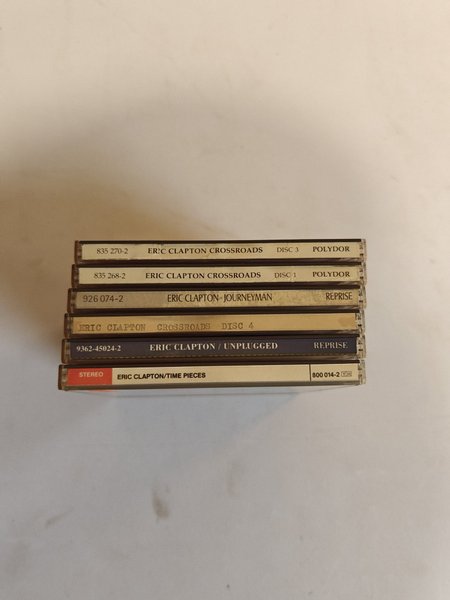 835 270-2 ERIC CLAPTON CROSSROADS DISC 3 POLYDOR
835 268-2 ERIC CLAPTON CROSSROADS DISC 1 POLYDOR
926 074-2 ERIC CLAPTON-JOURNEYMAN REPRISE
ERIC CLAPTON CROSSROADS DISC 4
9362-45024-2 ERIC CLAPTON / UNPLUGGED REPRISE
STEREO ERIC CLAPTON/TIME PIECES 800 014-2